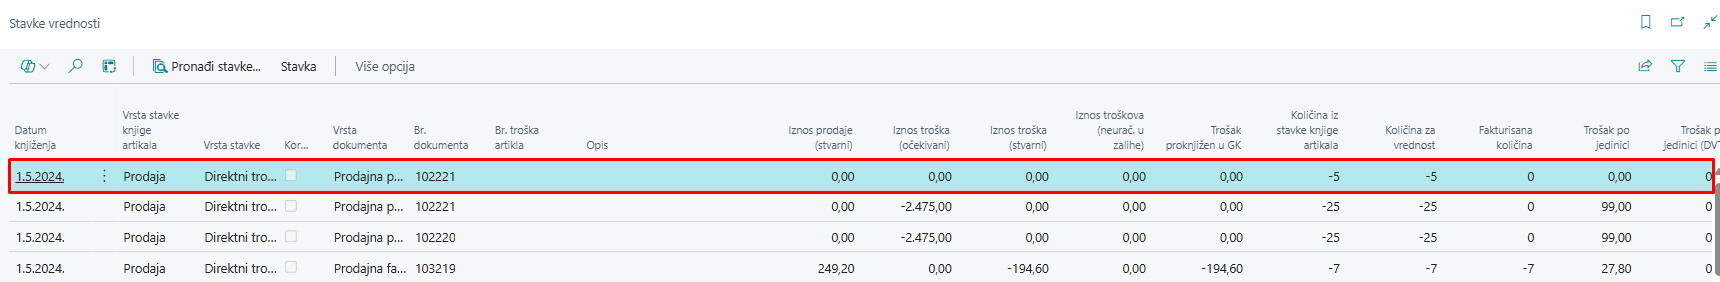 Stavke vrednosti
Pronađi stavke... Stavka Više opcija
Datum knjiženja Vrsta stavke knjige artikala Vrsta stavke Kor... Vrsta dokumenta Br. dokumenta Br. troška artikla Opis Iznos prodaje (stvarni) Iznos troška (očekivani) Iznos troška (stvarni) Iznos troškova (neurač. u zalihe) Trošak proknjižen u GK Količina iz stavke knjige artikala Količina za vrednost Fakturisana količina Trošak po jedinici Trošak p jedinici (DVT
1.5.2024. Prodaja Direktni tro... Prodajna p... 102221 0,00 0,00 0,00 0,00 0,00 -5 -5 0 0,00 0
1.5.2024. Prodaja Direktni tro... Prodajna p... 102221 0,00 -2.475,00 0,00 0,00 0,00 -25 -25 0 99,00 0
1.5.2024. Prodaja Direktni tro... Prodajna p... 102220 0,00 -2.475,00 0,00 0,00 0,00 -25 -25 0 99,00 0
1.5.2024. Prodaja Direktni tro... Prodajna fa... 103219 249,20 0,00 -194,60 0,00 -194,60 -7 -7 -7 27,80 0